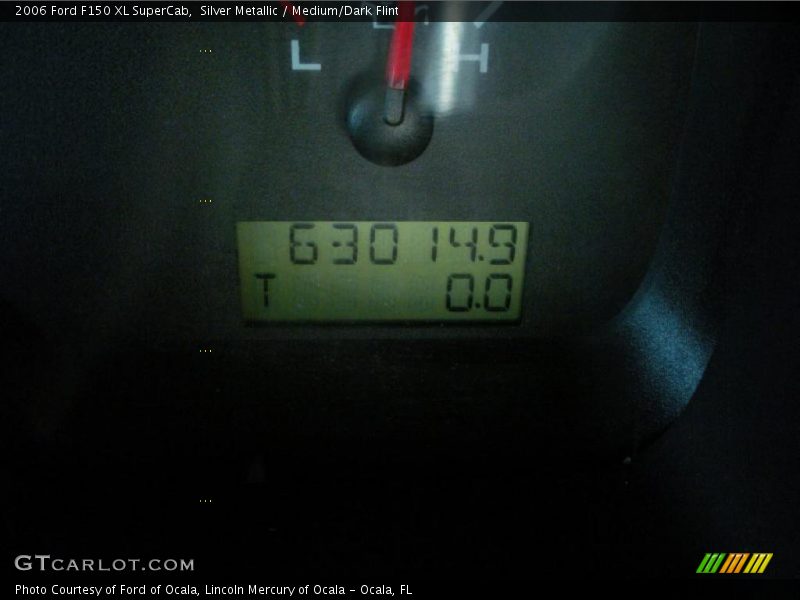 2006 Ford F150 XL SuperCab,  Silver Metallic / Medium/Dark Flint
L H
63014.9
T 0.0
GTCARLOT.COM
Photo Courtesy of Ford of Ocala, Lincoln Mercury of Ocala - Ocala, FL